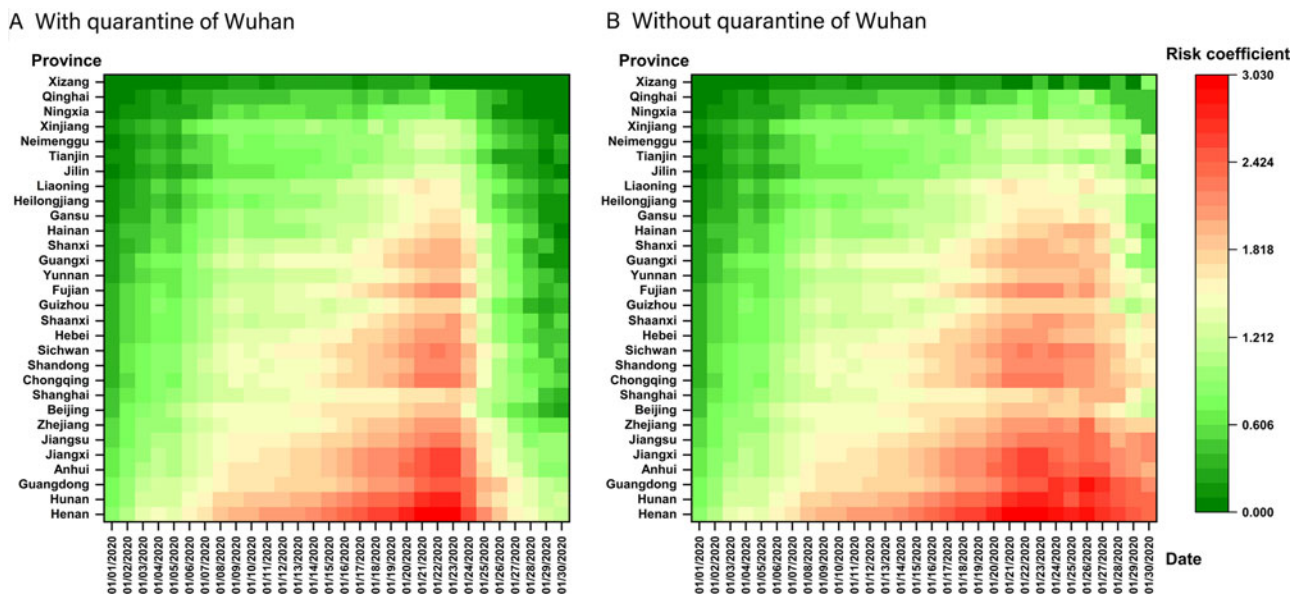 A With quarantine of Wuhan
B Without quarantine of Wuhan
Province
Xizang
Qinghai
Ningxia
Xinjiang
Neimenggu
Tianjin
Jilin
Liaoning
Heilongjiang
Gansu
Hainan
Shanxi
Guangxi
Yunnan
Fujian
Guizhou
Shaanxi
Hebei
Sichwan
Shandong
Chongqing
Shanghai
Beijing
Zhejiang
Jiangsu
Jiangxi
Anhui
Guangdong
Hunan
Henan
01/01/2020
01/02/2020
01/03/2020
01/04/2020
01/05/2020
01/06/2020
01/07/2020
01/08/2020
01/09/2020
01/10/2020
01/11/2020
01/12/2020
01/13/2020
01/14/2020
01/15/2020
01/16/2020
01/17/2020
01/18/2020
01/19/2020
01/20/2020
01/21/2020
01/22/2020
01/23/2020
01/24/2020
01/25/2020
01/26/2020
01/27/2020
01/28/2020
01/29/2020
01/30/2020
Province
Xizang
Qinghai
Ningxia
Xinjiang
Neimenggu
Tianjin
Jilin
Liaoning
Heilongjiang
Gansu
Hainan
Shanxi
Guangxi
Yunnan
Fujian
Guizhou
Shaanxi
Hebei
Sichwan
Shandong
Chongqing
Shanghai
Beijing
Zhejiang
Jiangsu
Jiangxi
Anhui
Guangdong
Hunan
Henan
01/01/2020
01/02/2020
01/03/2020
01/04/2020
01/05/2020
01/06/2020
01/07/2020
01/08/2020
01/09/2020
01/10/2020
01/11/2020
01/12/2020
01/13/2020
01/14/2020
01/15/2020
01/16/2020
01/17/2020
01/18/2020
01/19/2020
01/20/2020
01/21/2020
01/22/2020
01/23/2020
01/24/2020
01/25/2020
01/26/2020
01/27/2020
01/28/2020
01/29/2020
01/30/2020
Risk coefficient
3.030
2.424
1.818
1.212
0.606
0.000
Date